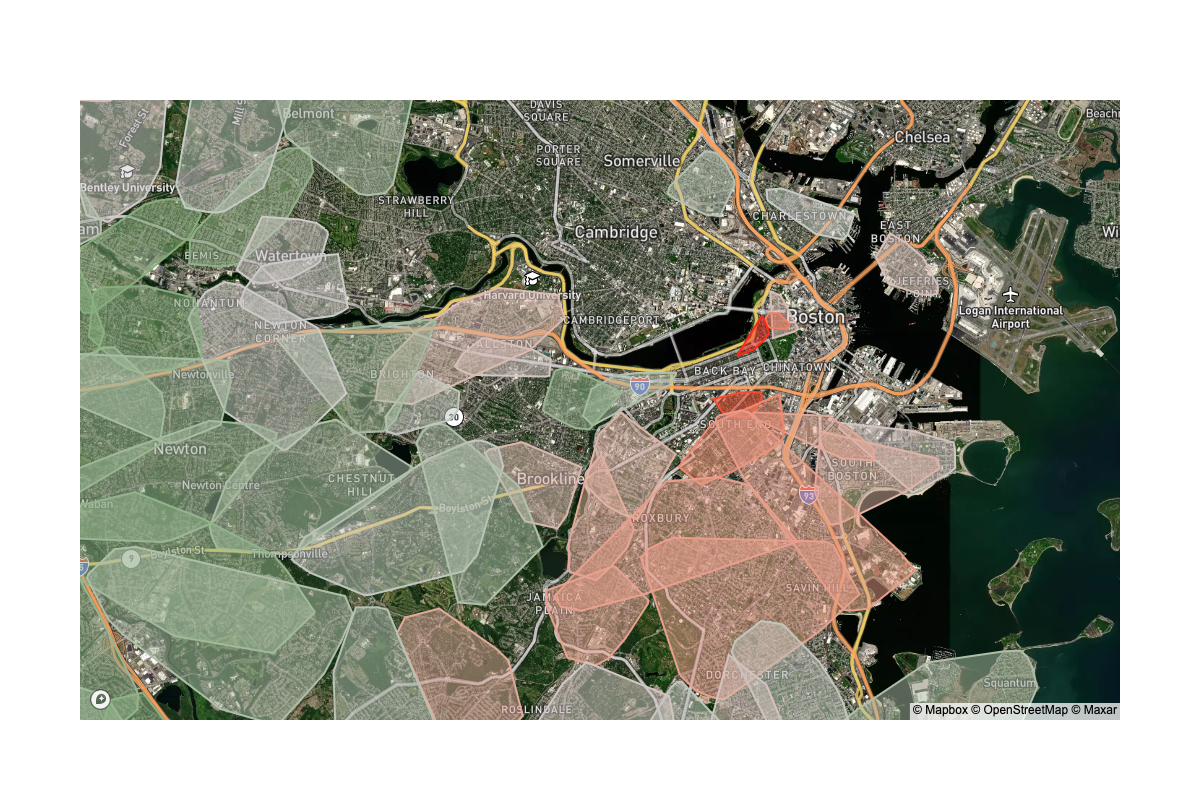 DAVIS
SQUARE
Belmont
Mill S
Forest St
Beachm
Chelsea
PORTER
SQUARE
Somerville
Bentley University
STRAWBERRY
HILL
CHARLESTOWN
am
Cambridge
EAST
BOSTON
Wi
BEMIS
Watertown
JEFFRIES
POINT
Harvard University
NONANTUM
Logan International
Airport
CAMBRIDGEPORT
Boston
NEWTON
CORNER
ALLSTON
BACK BAY
CHINATOWN
Newtonville
BRIGHTON
90
30
SOUTH END
Newton
SOUTH
BOSTON
CHESTNUT
HILL
Brookline
Newton Centre
93
Waban
Boylston St
ROXBURY
Boylston St
Thompsonville
9
SAVIN HILL
JAMAICA
PLAIN
DORCHESTER
Squantum
ROSLINDALE
© Mapbox © OpenStreetMap © Maxar